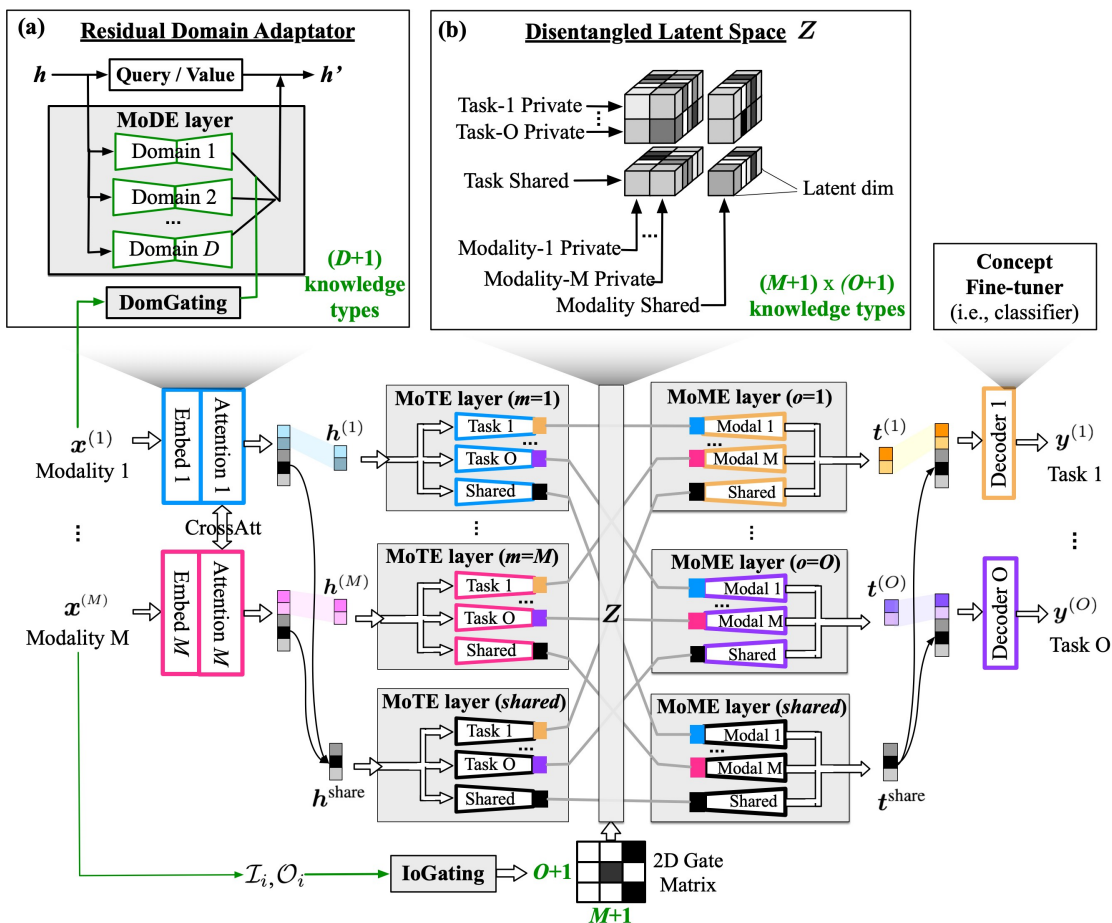 (a)
Residual Domain Adaptator
h
Query / Value
h'
MoDE layer
Domain 1
Domain 2
...
Domain D
(D+1)
knowledge
types
DomGating
(b)
Disentangled Latent Space Z
Task-1 Private
Task-O Private
Task Shared
Latent dim
Modality-1 Private
...
Modality-M Private
Modality Shared
(M+1) x (O+1)
knowledge types
Concept
Fine-tuner
(i.e., classifier)
x(1)
Modality 1
Embed 1
Attention 1
h(1)
MoTE layer (m=1)
Task 1
...
Task O
Shared
MoME layer (o=1)
Modal 1
...
Modal M
Shared
t(1)
Decoder 1
y(1)
Task 1
CrossAtt
x(M)
Modality M
Embed M
Attention M
h(M)
MoTE layer (m=M)
Task 1
...
Task O
Shared
Z
MoME layer (o=O)
Modal 1
...
Modal M
Shared
t(O)
Decoder O
y(O)
Task O
MoTE layer (shared)
Task 1
...
Task O
Shared
hshare
MoME layer (shared)
Modal 1
...
Modal M
Shared
tshare
ℐi, 𝒪i
IoGating
O+1
2D Gate
Matrix
M+1